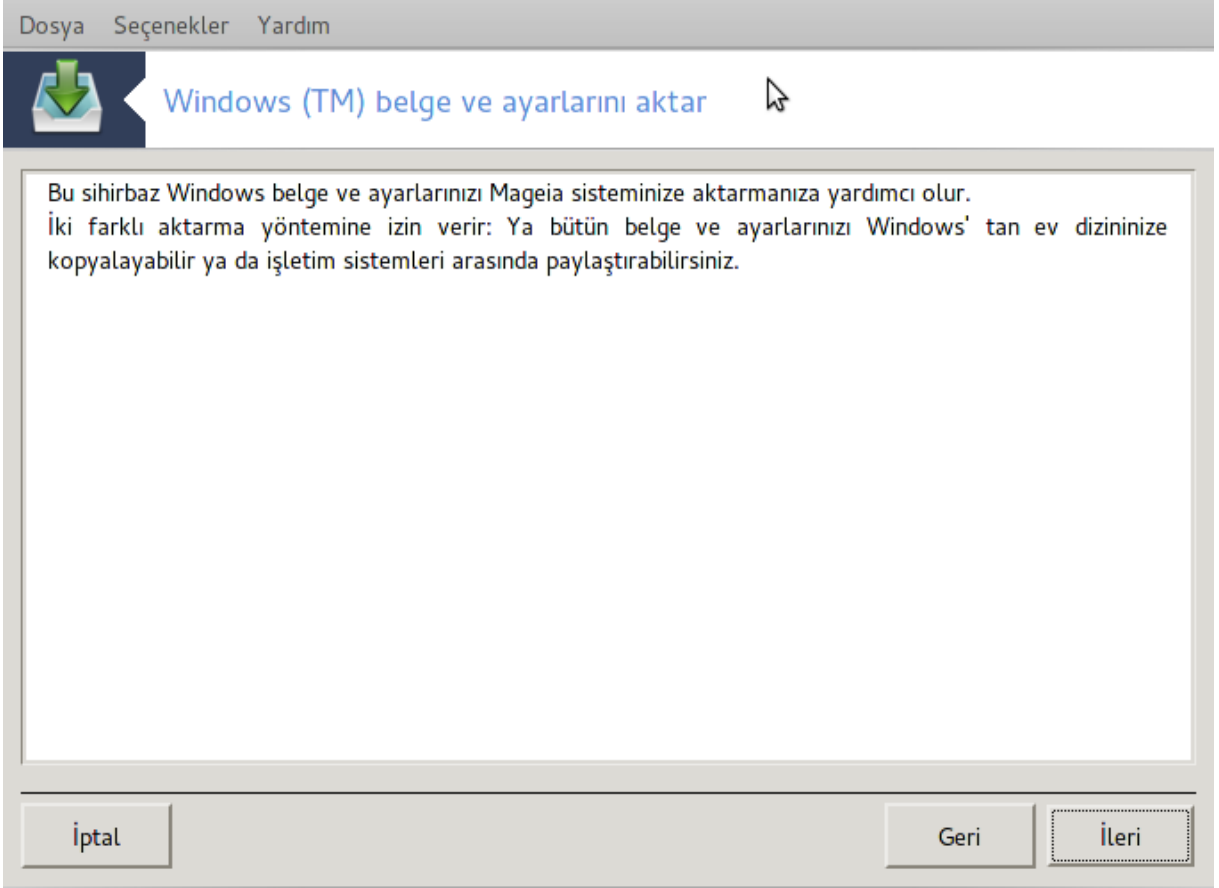 Dosya Seçenekler Yardım
Windows (TM) belge ve ayarlarını aktar
Bu sihirbaz Windows belge ve ayarlarınızı Mageia sisteminize aktarmanıza yardımcı olur.
İki farklı aktarma yöntemine izin verir: Ya bütün belge ve ayarlarınızı Windows' tan ev dizininize
kopyalayabilir ya da işletim sistemleri arasında paylaştırabilirsiniz.
İptal Geri İleri